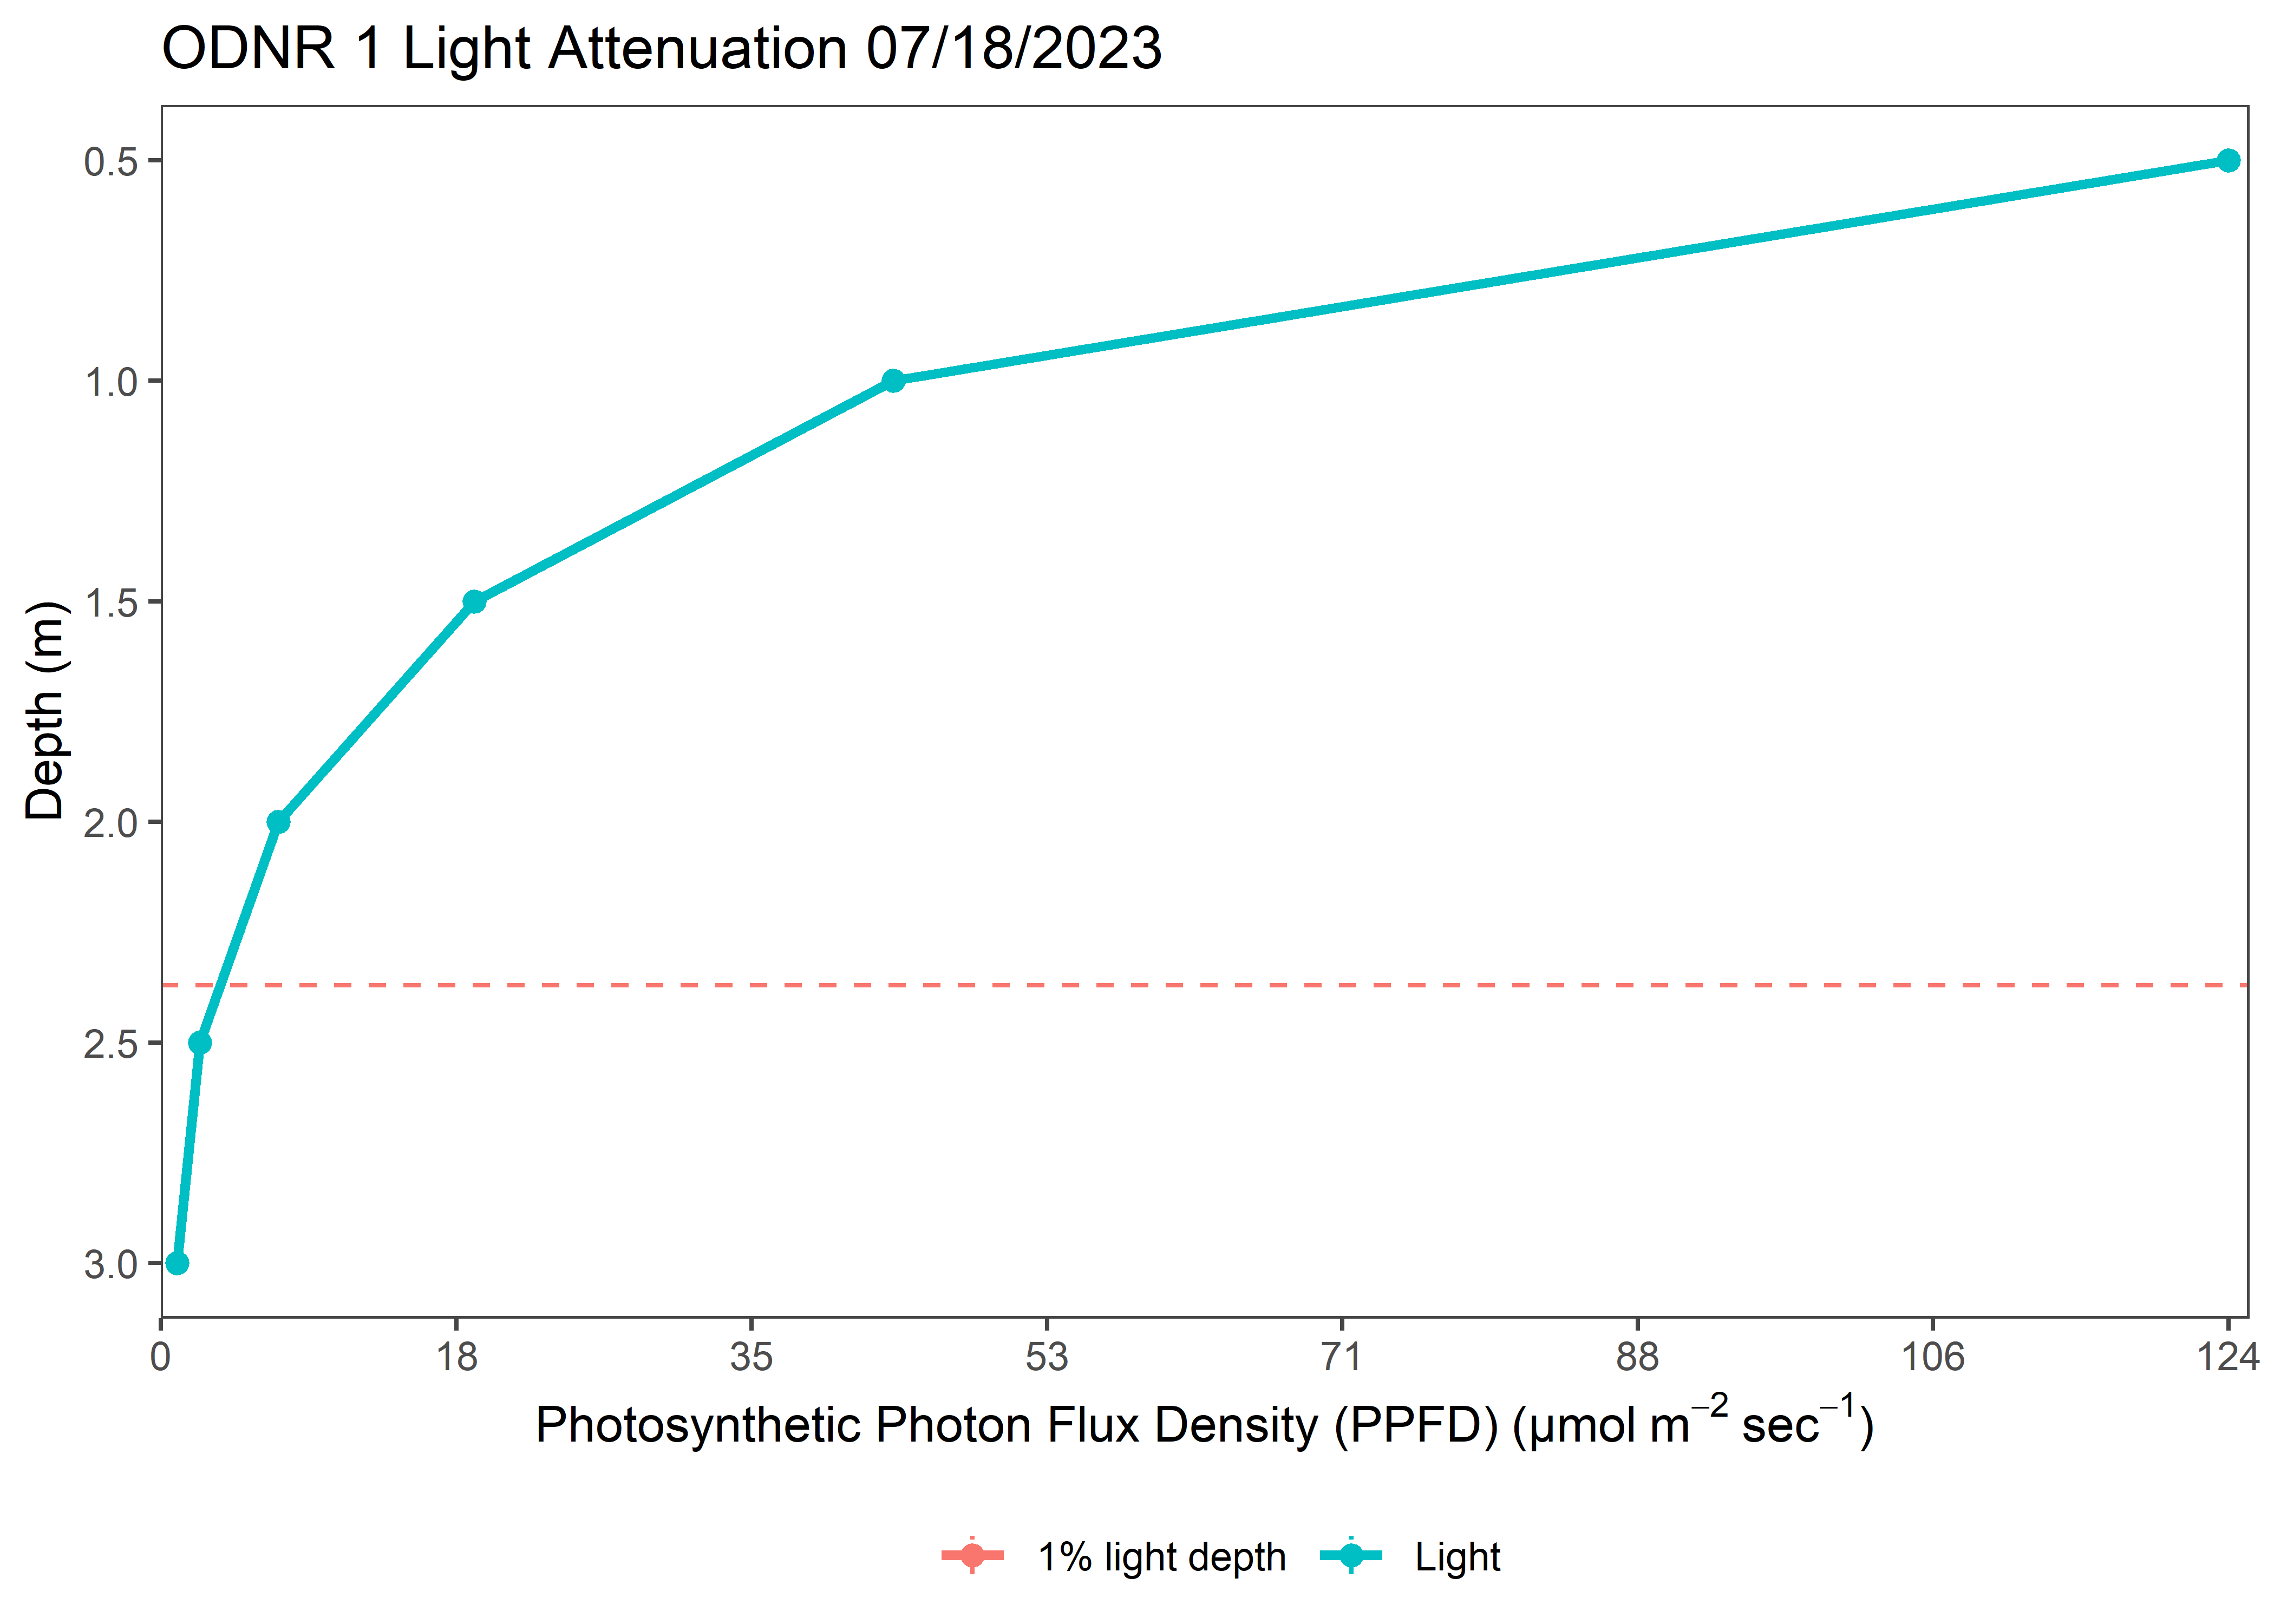 ODNR 1 Light Attenuation 07/18/2023
Depth (m)
0.5
1.0
1.5
2.0
2.5
3.0
0 18 35 53 71 88 106 124
Photosynthetic Photon Flux Density (PPFD) (μmol m⁻² sec⁻¹)
1% light depth Light